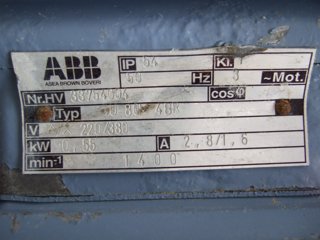 ABB
ASEA BROWN BOVERI
IP 54 Kl.
50 Hz 3 ~Mot.
Nr.HV cosφ
Typ
V 220/380
kW 0,55 A 2,8/1,6
min-1 1400